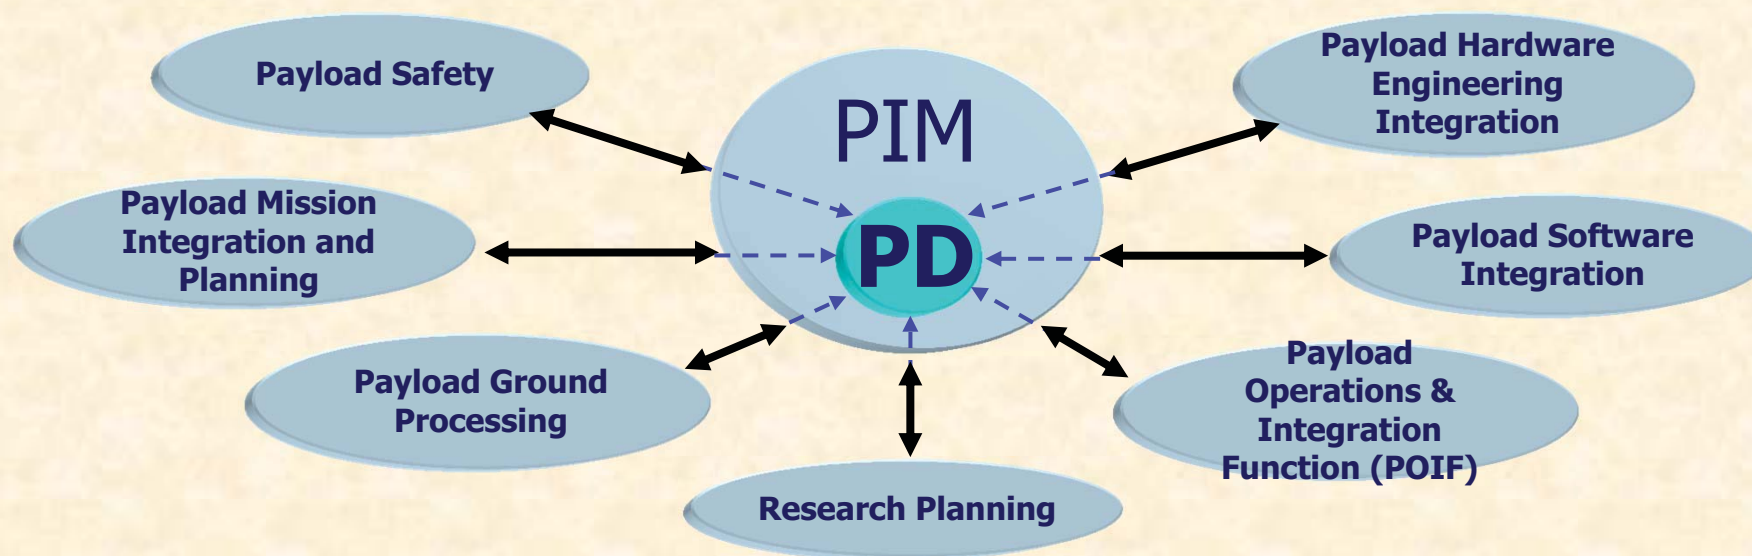 Payload Safety
PIM
Payload Hardware
Engineering
Integration
Payload Mission
Integration and
Planning
PD
Payload Software
Integration
Payload Ground
Processing
Payload
Operations &
Integration
Function (POIF)
Research Planning